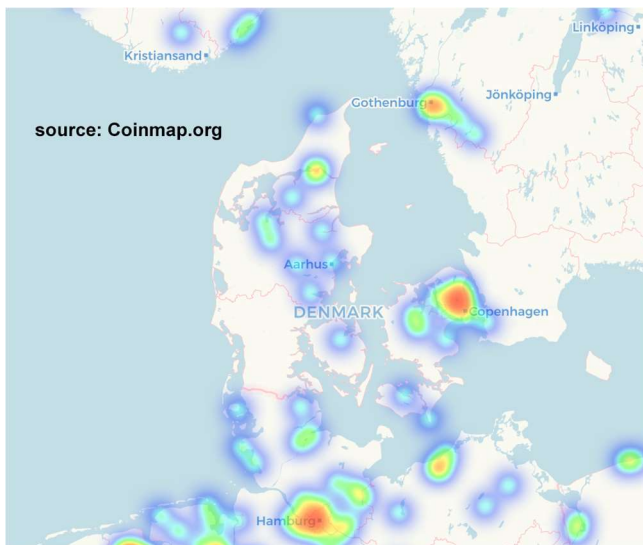 Linköping
Kristiansand
Gothenburg
Jönköping
source: Coinmap.org
Aarhus
DENMARK
Copenhagen
Hamburg